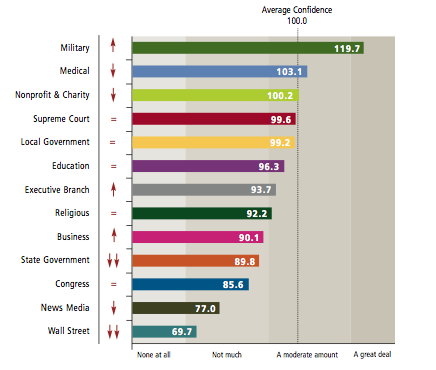 Average Confidence
100.0
Military ↑ 119.7
Medical ↓ 103.1
Nonprofit & Charity ↓ 100.2
Supreme Court = 99.6
Local Government = 99.2
Education = 96.3
Executive Branch ↑ 93.7
Religious = 92.2
Business ↑ 90.1
State Government ↓↓ 89.8
Congress = 85.6
News Media ↓ 77.0
Wall Street ↓↓ 69.7
None at all Not much A moderate amount A great deal